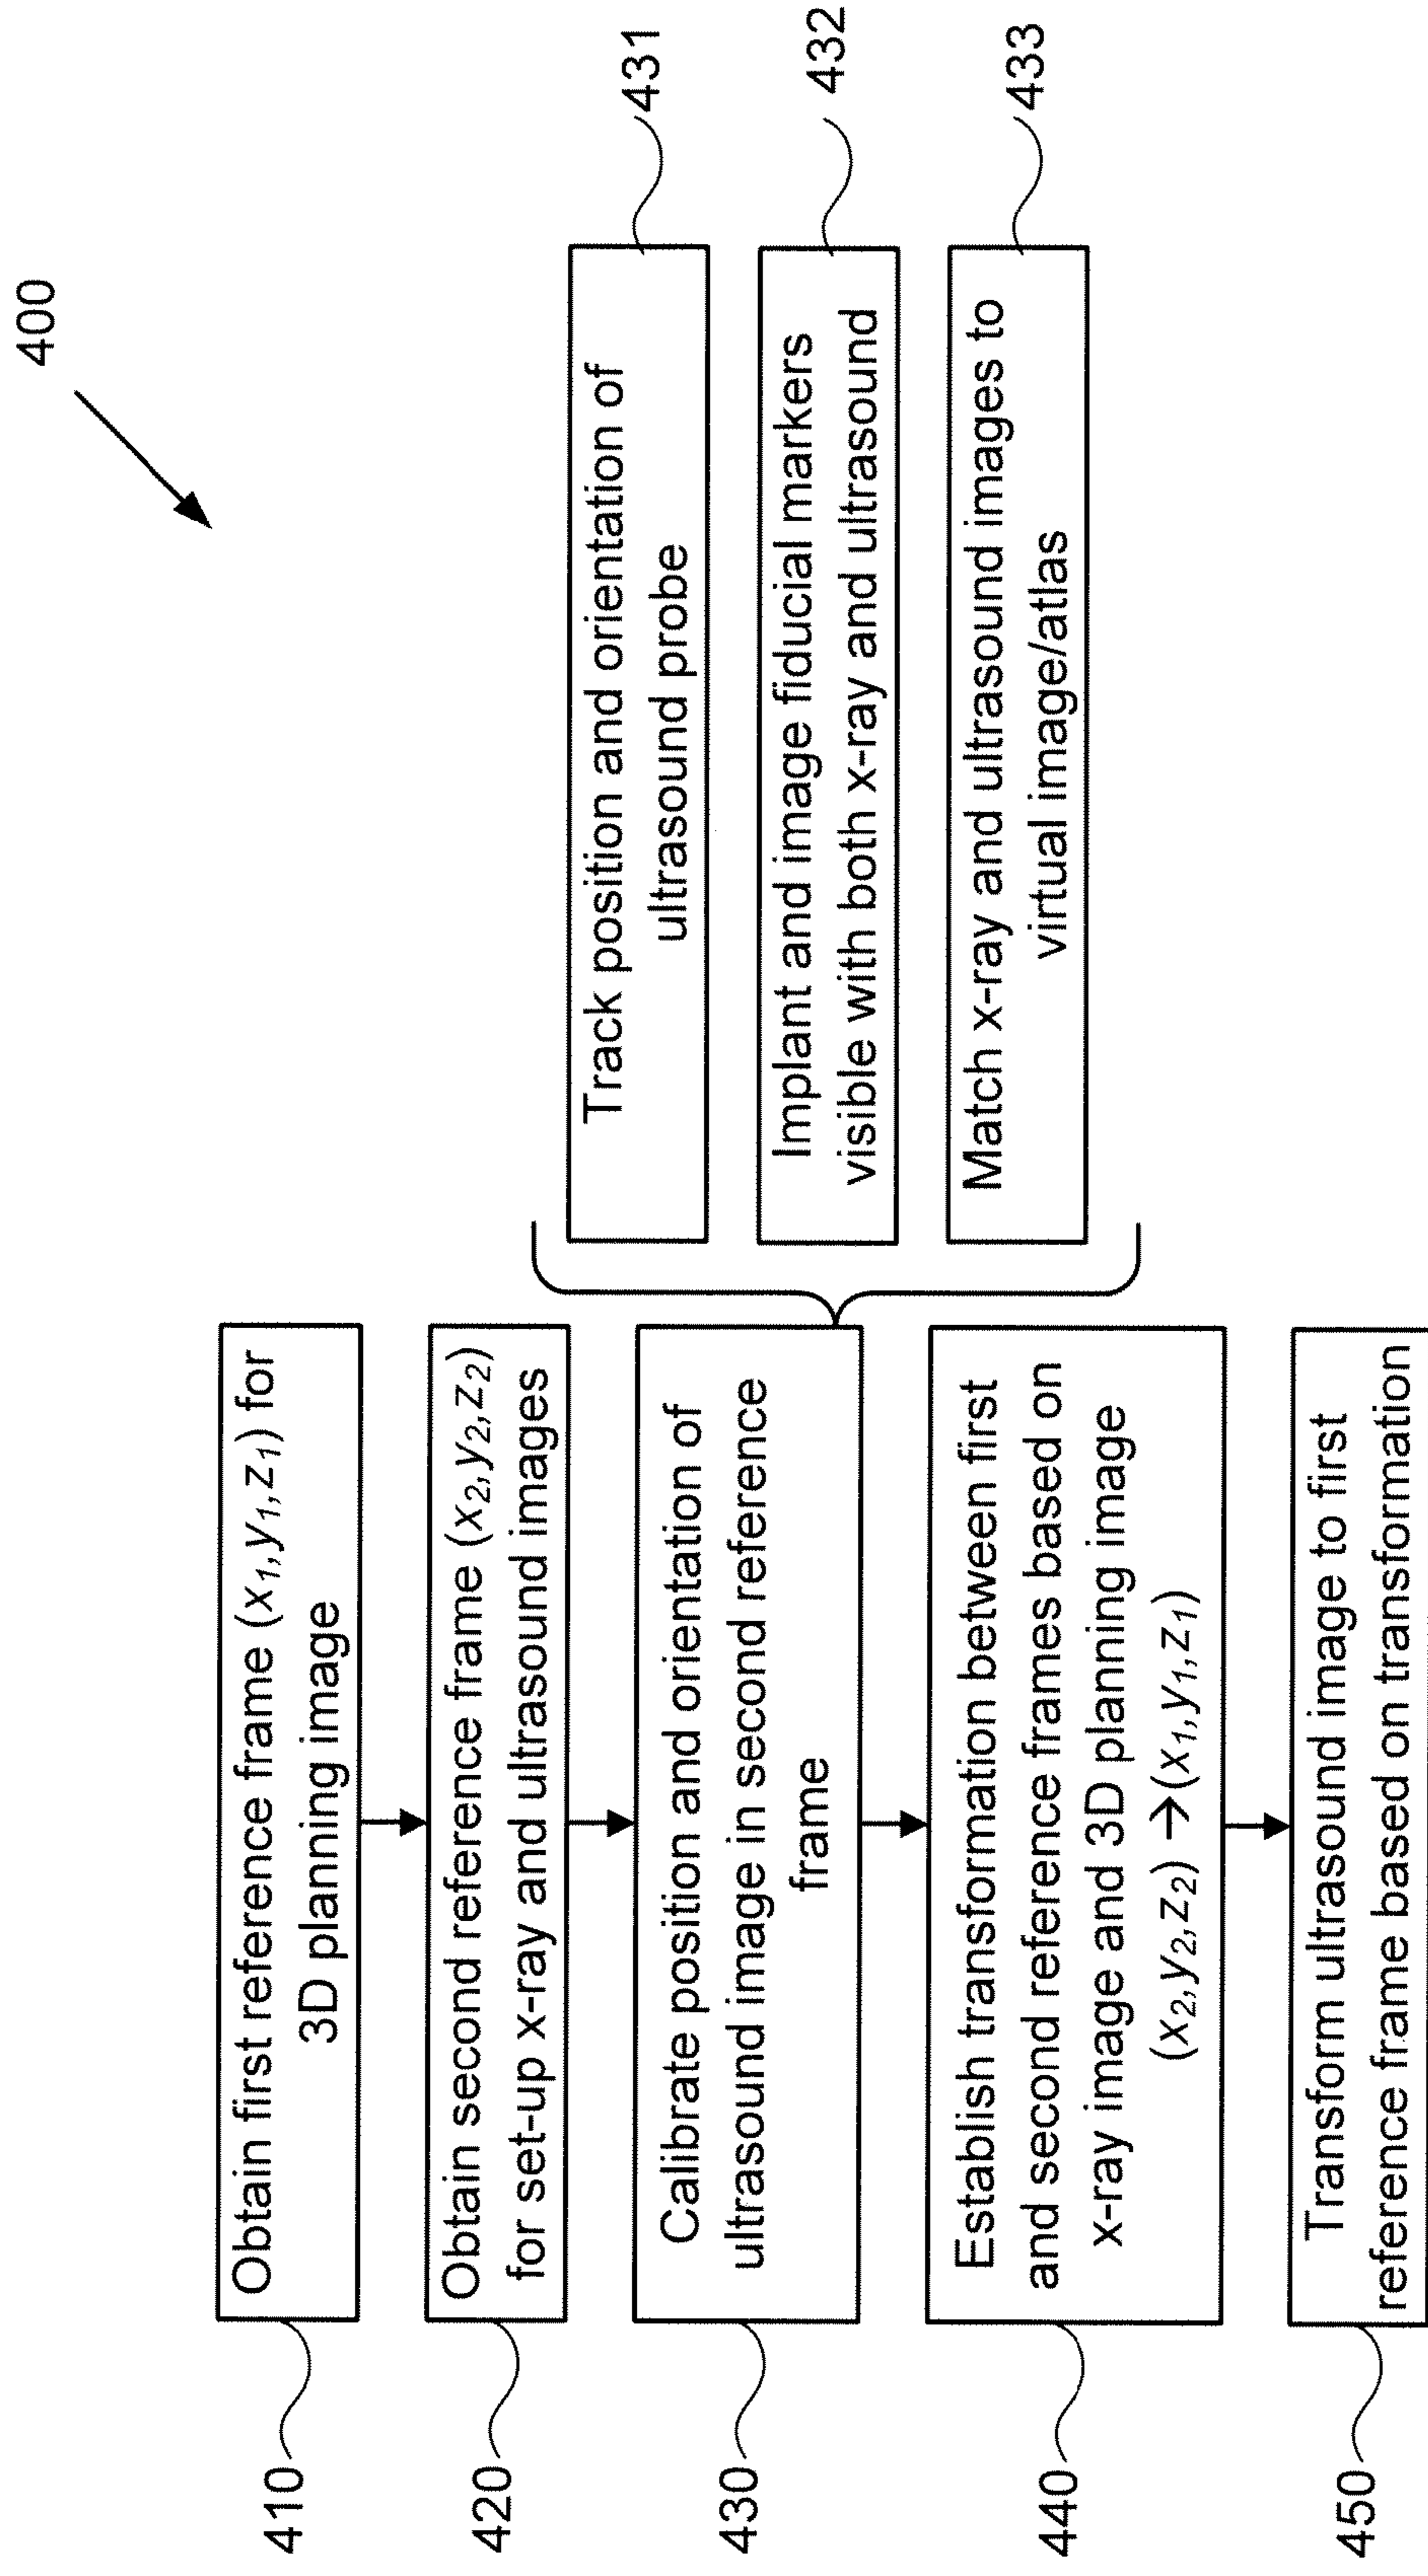 400
410
Obtain first reference frame (x₁,y₁,z₁) for
3D planning image
420
Obtain second reference frame (x₂,y₂,z₂)
for set-up x-ray and ultrasound images
430
Calibrate position and orientation of
ultrasound image in second reference
frame
431
Track position and orientation of
ultrasound probe
432
Implant and image fiducial markers
visible with both x-ray and ultrasound
433
Match x-ray and ultrasound images to
virtual image/atlas
440
Establish transformation between first
and second reference frames based on
x-ray image and 3D planning image
(x₂,y₂,z₂) →(x₁,y₁,z₁)
450
Transform ultrasound image to first
reference frame based on transformation